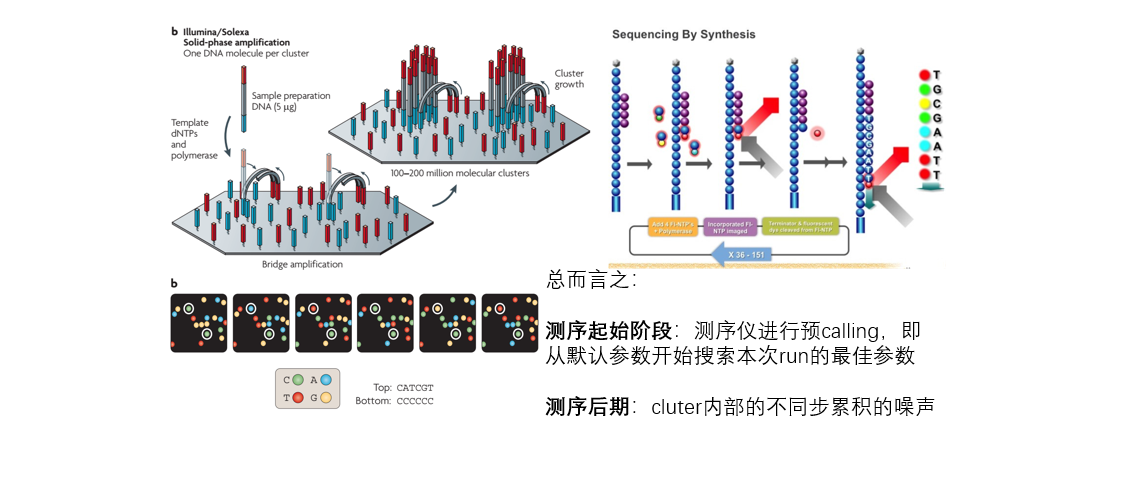 b Illumina/Solexa
Solid-phase amplification
One DNA molecule per cluster
Sample preparation
DNA (5 µg)
Template
dNTPs
and
polymerase
Bridge amplification
Cluster
growth
100–200 million molecular clusters
Sequencing By Synthesis
Add 4 Fl-NTP's
+ Polymerase
Incorporated Fl-
NTP imaged
Terminator & fluorescent
dye cleaved from Fl-NTP
X 36 - 151
T
G
C
G
A
A
T
T
b
C A
T G
Top: CATCGT
Bottom: CCCCCC
总而言之：
测序起始阶段：测序仪进行预calling，即
从默认参数开始搜索本次run的最佳参数
测序后期：cluter内部的不同步累积的噪声